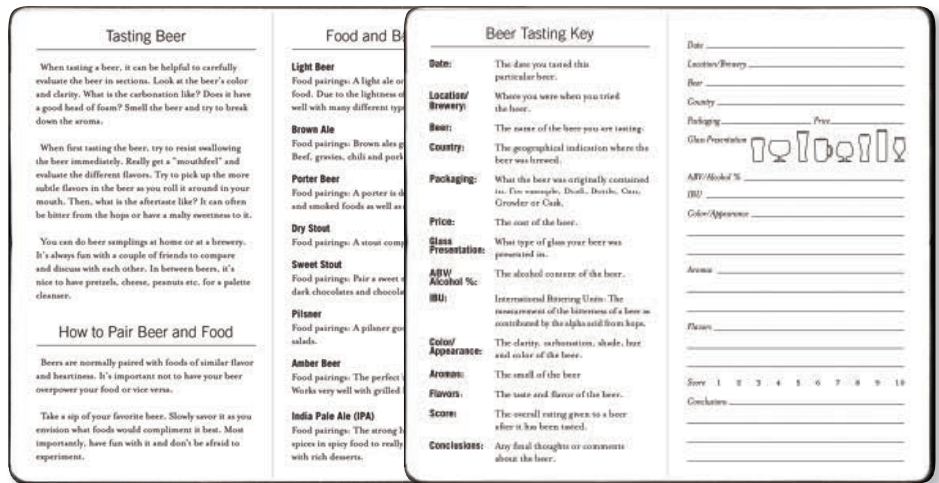 Tasting Beer
When tasting a beer, it can be helpful to carefully
evaluate the beer in sections. Look at the beer's color
and clarity. What is the carbonation like? Does it have
a good head of foam? Smell the beer and try to break
down the aroma.
When first tasting the beer, try to resist swallowing
the beer immediately. Really get a "mouthfeel" and
evaluate the different flavors. Try to pick up the more
subtle flavors in the beer as you roll it around in your
mouth. Then, what is the aftertaste like? It can often
be bitter from the hops or have a malty sweetness to it.
You can do beer samplings at home or at a brewery.
It's always fun with a couple of friends to compare
and discuss with each other. In between beers, it's
nice to have pretzels, cheese, peanuts etc. for a palette
cleanser.
How to Pair Beer and Food
Beers are normally paired with foods of similar flavor
and heartiness. It's important not to have your beer
overpower your food or vice versa.
Take a sip of your favorite beer. Slowly savor it as you
envision what foods would compliment it best. Most
importantly, have fun with it and don't be afraid to
experiment.
Food and B
Light Beer
Food pairings: A light ale or
food. Due to the lightness o
well with many different typ
Brown Ale
Food pairings: Brown ales g
Beef, gravies, chili and pork
Porter Beer
Food pairings: A porter is d
and smoked foods as well as
Dry Stout
Food pairings: A stout comp
Sweet Stout
Food pairings: Pair a sweet s
dark chocolates and chocola
Pilsner
Food pairings: A pilsner goe
salads.
Amber Beer
Food pairings: The perfect
Works very well with grilled
India Pale Ale (IPA)
Food pairings: The strong h
spices in spicy food to really
with rich desserts.
Beer Tasting Key
Date: The date you tasted this
particular beer.
Location/ Where you were when you tried
Brewery: the beer.
Beer: The name of the beer you are tasting.
Country: The geographical indication where the
beer was brewed.
Packaging: What the beer was originally contained
in. For example, Draft, Bottle, Can,
Growler or Cask.
Price: The cost of the beer.
Glass What type of glass your beer was
Presentation: presented in.
ABV/ The alcohol content of the beer.
Alcohol %:
IBU: International Bittering Units: The
measurement of the bitterness of a beer as
contributed by the alpha acid from hops.
Color/ The clarity, carbonation, shade, hue
Appearance: and color of the beer.
Aromas: The smell of the beer
Flavors: The taste and flavor of the beer.
Score: The overall rating given to a beer
after it has been tasted.
Conclusions: Any final thoughts or comments
about the beer.
Date
Location/Brewery
Beer
Country
Packaging Price
Glass Presentation
ABV/Alcohol %
IBU
Color/Appearance
Aromas
Flavors
Score 1 2 3 4 5 6 7 8 9 10
Conclusions